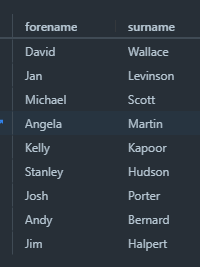 forename surname
David Wallace
Jan Levinson
Michael Scott
Angela Martin
Kelly Kapoor
Stanley Hudson
Josh Porter
Andy Bernard
Jim Halpert